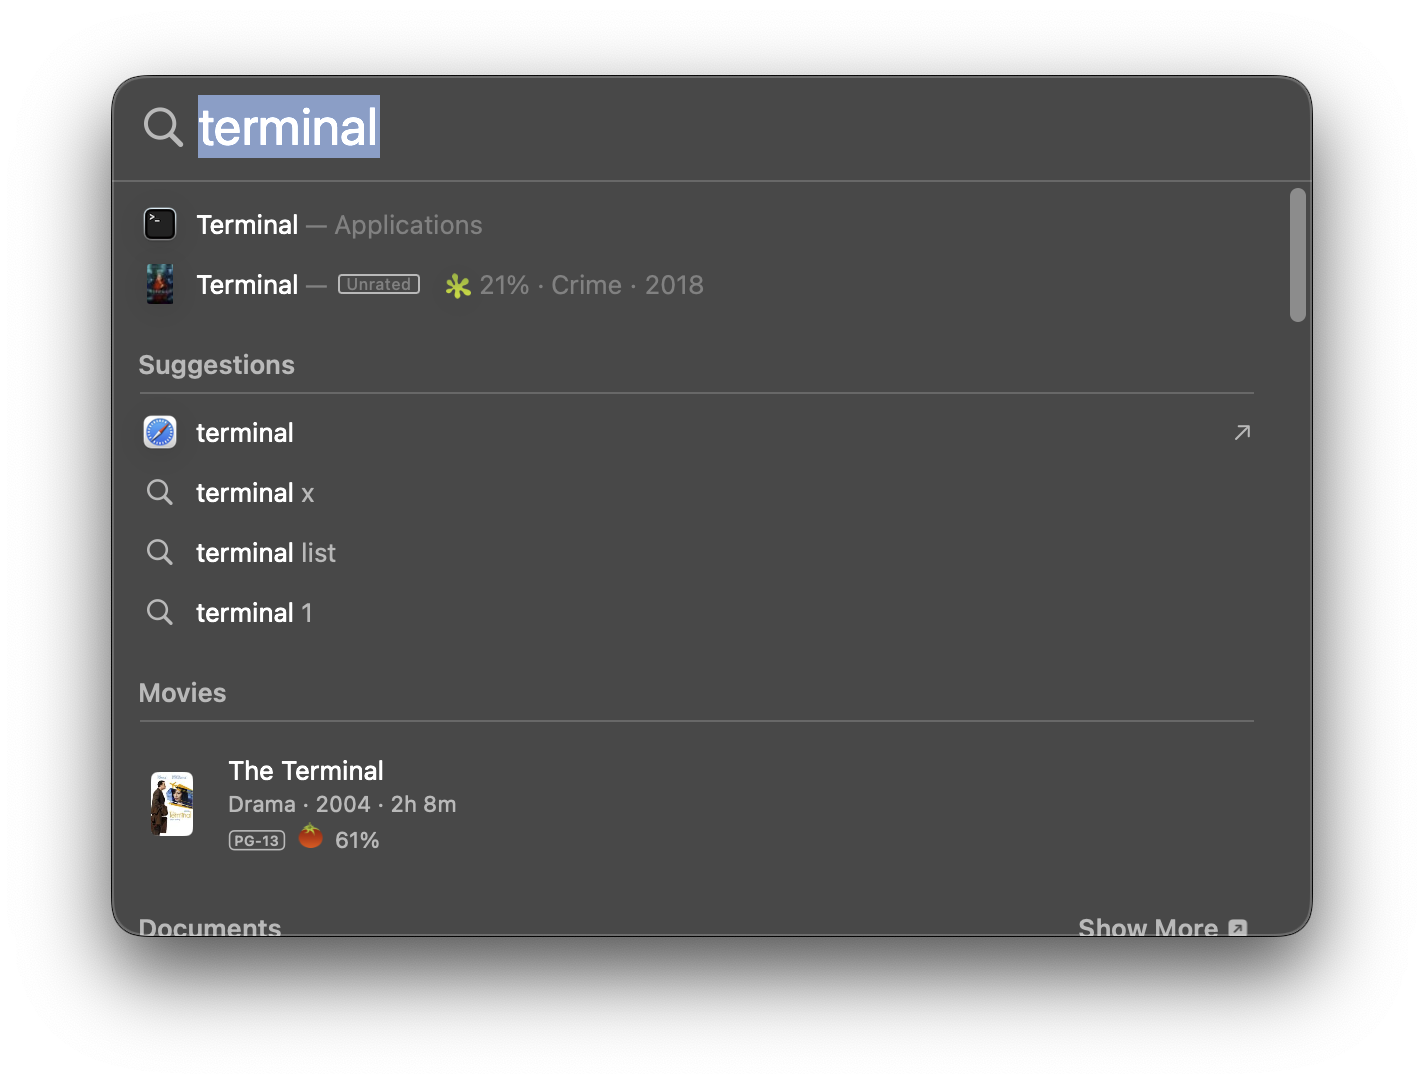 terminal
Terminal — Applications
Terminal — Unrated 21% · Crime · 2018
Suggestions
terminal
terminal x
terminal list
terminal 1
Movies
The Terminal
Drama · 2004 · 2h 8m
PG-13 61%
Documents Show More